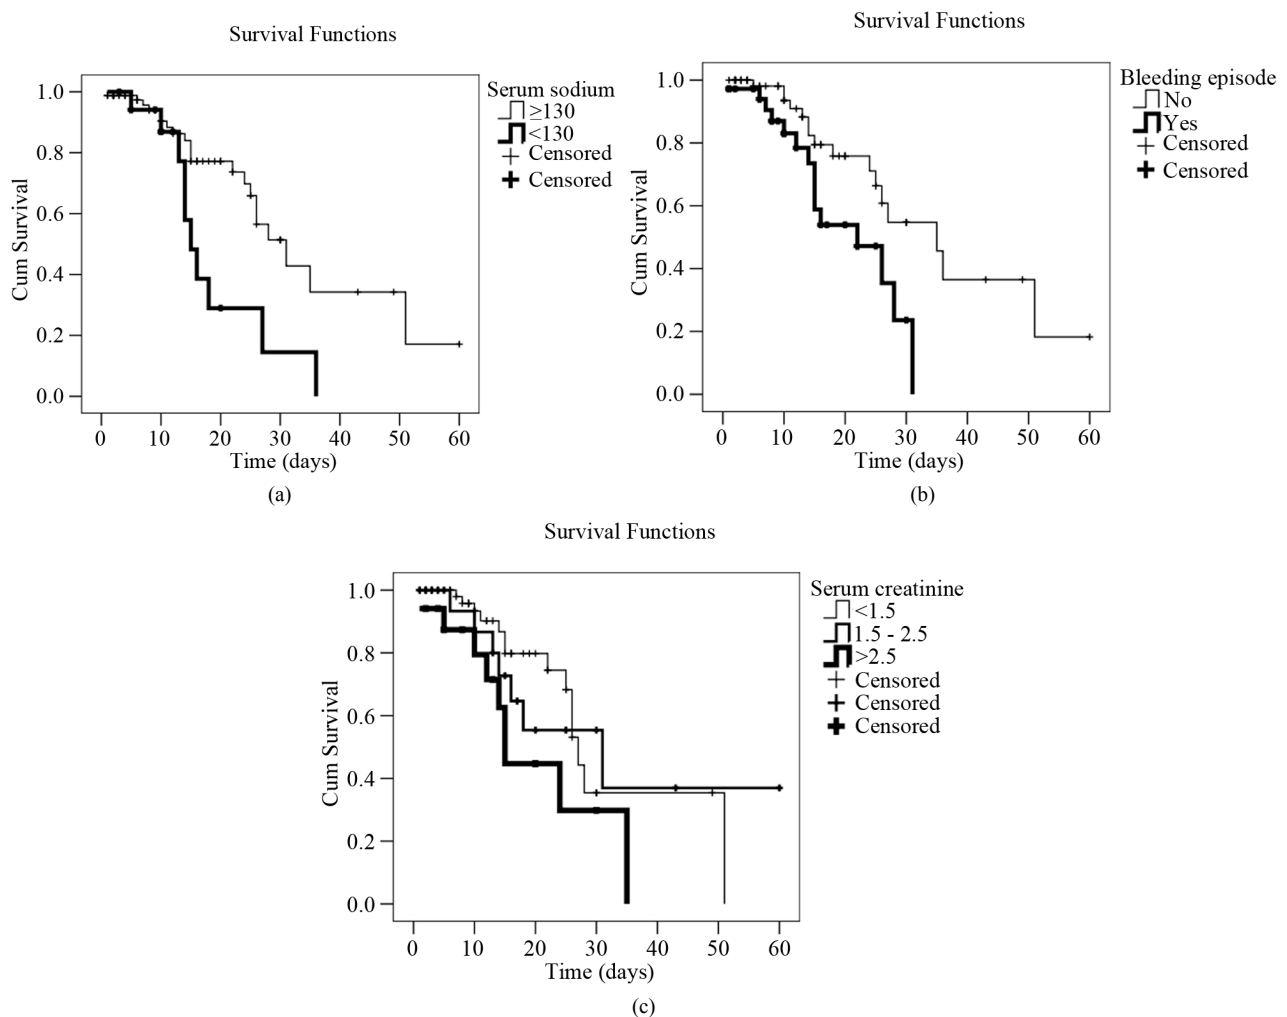 Survival Functions
Serum sodium
≥130
<130
Censored
Censored
1.0
0.8
0.6
0.4
0.2
0.0
Cum Survival
0 10 20 30 40 50 60
Time (days)
(a)
Survival Functions
Bleeding episode
No
Yes
Censored
Censored
1.0
0.8
0.6
0.4
0.2
0.0
Cum Survival
0 10 20 30 40 50 60
Time (days)
(b)
Survival Functions
Serum creatinine
<1.5
1.5 - 2.5
>2.5
Censored
Censored
Censored
1.0
0.8
0.6
0.4
0.2
0.0
Cum Survival
0 10 20 30 40 50 60
Time (days)
(c)